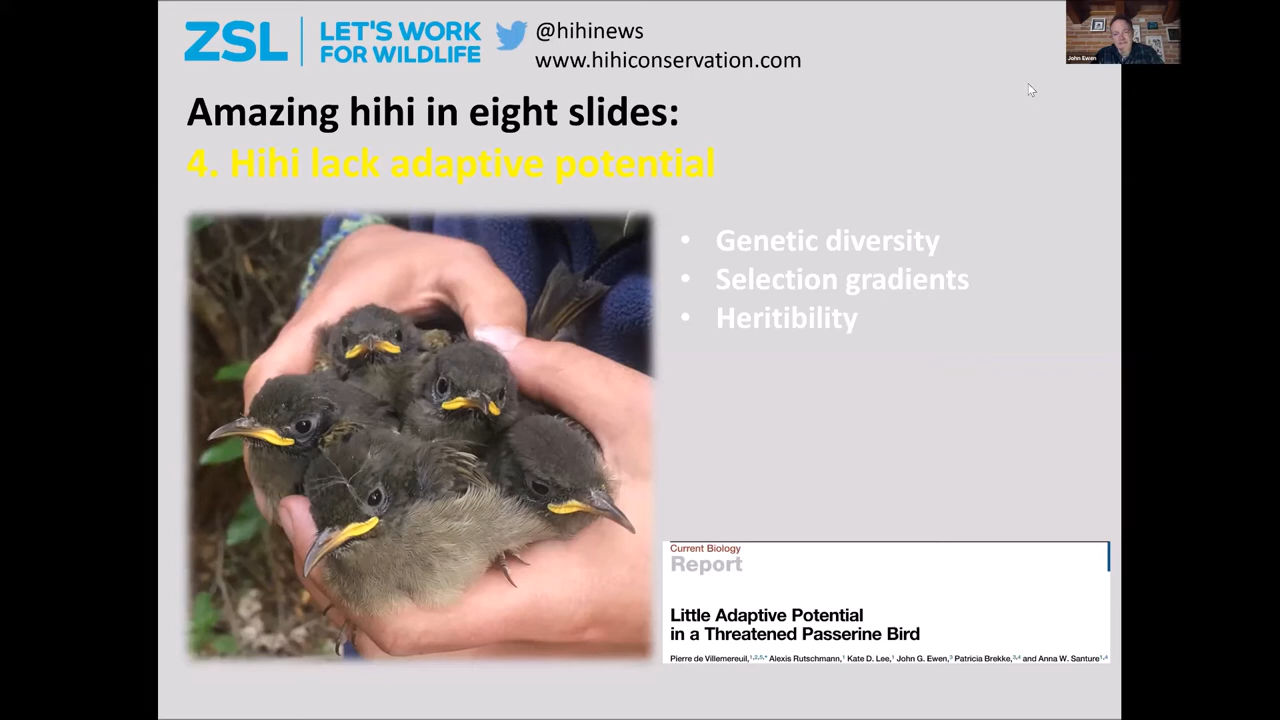 ZSL
LET'S WORK
FOR WILDLIFE
@hihinews
www.hihiconservation.com
John Ewen
Amazing hihi in eight slides:
4. Hihi lack adaptive potential
• Genetic diversity
• Selection gradients
• Heritibility
Current Biology
Report
Little Adaptive Potential
in a Threatened Passerine Bird
Pierre de Villemereuil,1,2,5,* Alexis Rutschmann,1 Kate D. Lee,1 John G. Ewen,3 Patricia Brekke,3,4 and Anna W. Santure1,4